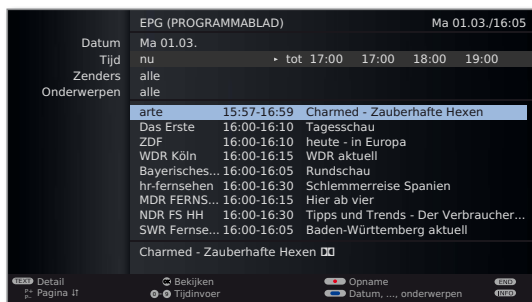 EPG (PROGRAMMABLAD) Ma 01.03./16:05
Datum Ma 01.03.
Tijd nu ▸ tot 17:00 17:00 18:00 19:00
Zenders alle
Onderwerpen alle
arte 15:57-16:59 Charmed - Zauberhafte Hexen
Das Erste 16:00-16:10 Tagesschau
ZDF 16:00-16:10 heute - in Europa
WDR Köln 16:00-16:15 WDR aktuell
Bayerisches... 16:00-16:05 Rundschau
hr-fernsehen 16:00-16:30 Schlemmerreise Spanien
MDR FERNS... 16:00-16:15 Hier ab vier
NDR FS HH 16:00-16:30 Tipps und Trends - Der Verbraucher...
SWR Fernse... 16:00-16:05 Baden-Württemberg aktuell
Charmed - Zauberhafte Hexen
TEXT Detail OK Bekijken Opname END
P+ P- Pagina ↓↑ 0-9 Tijdinvoer Datum, ..., onderwerpen INFO